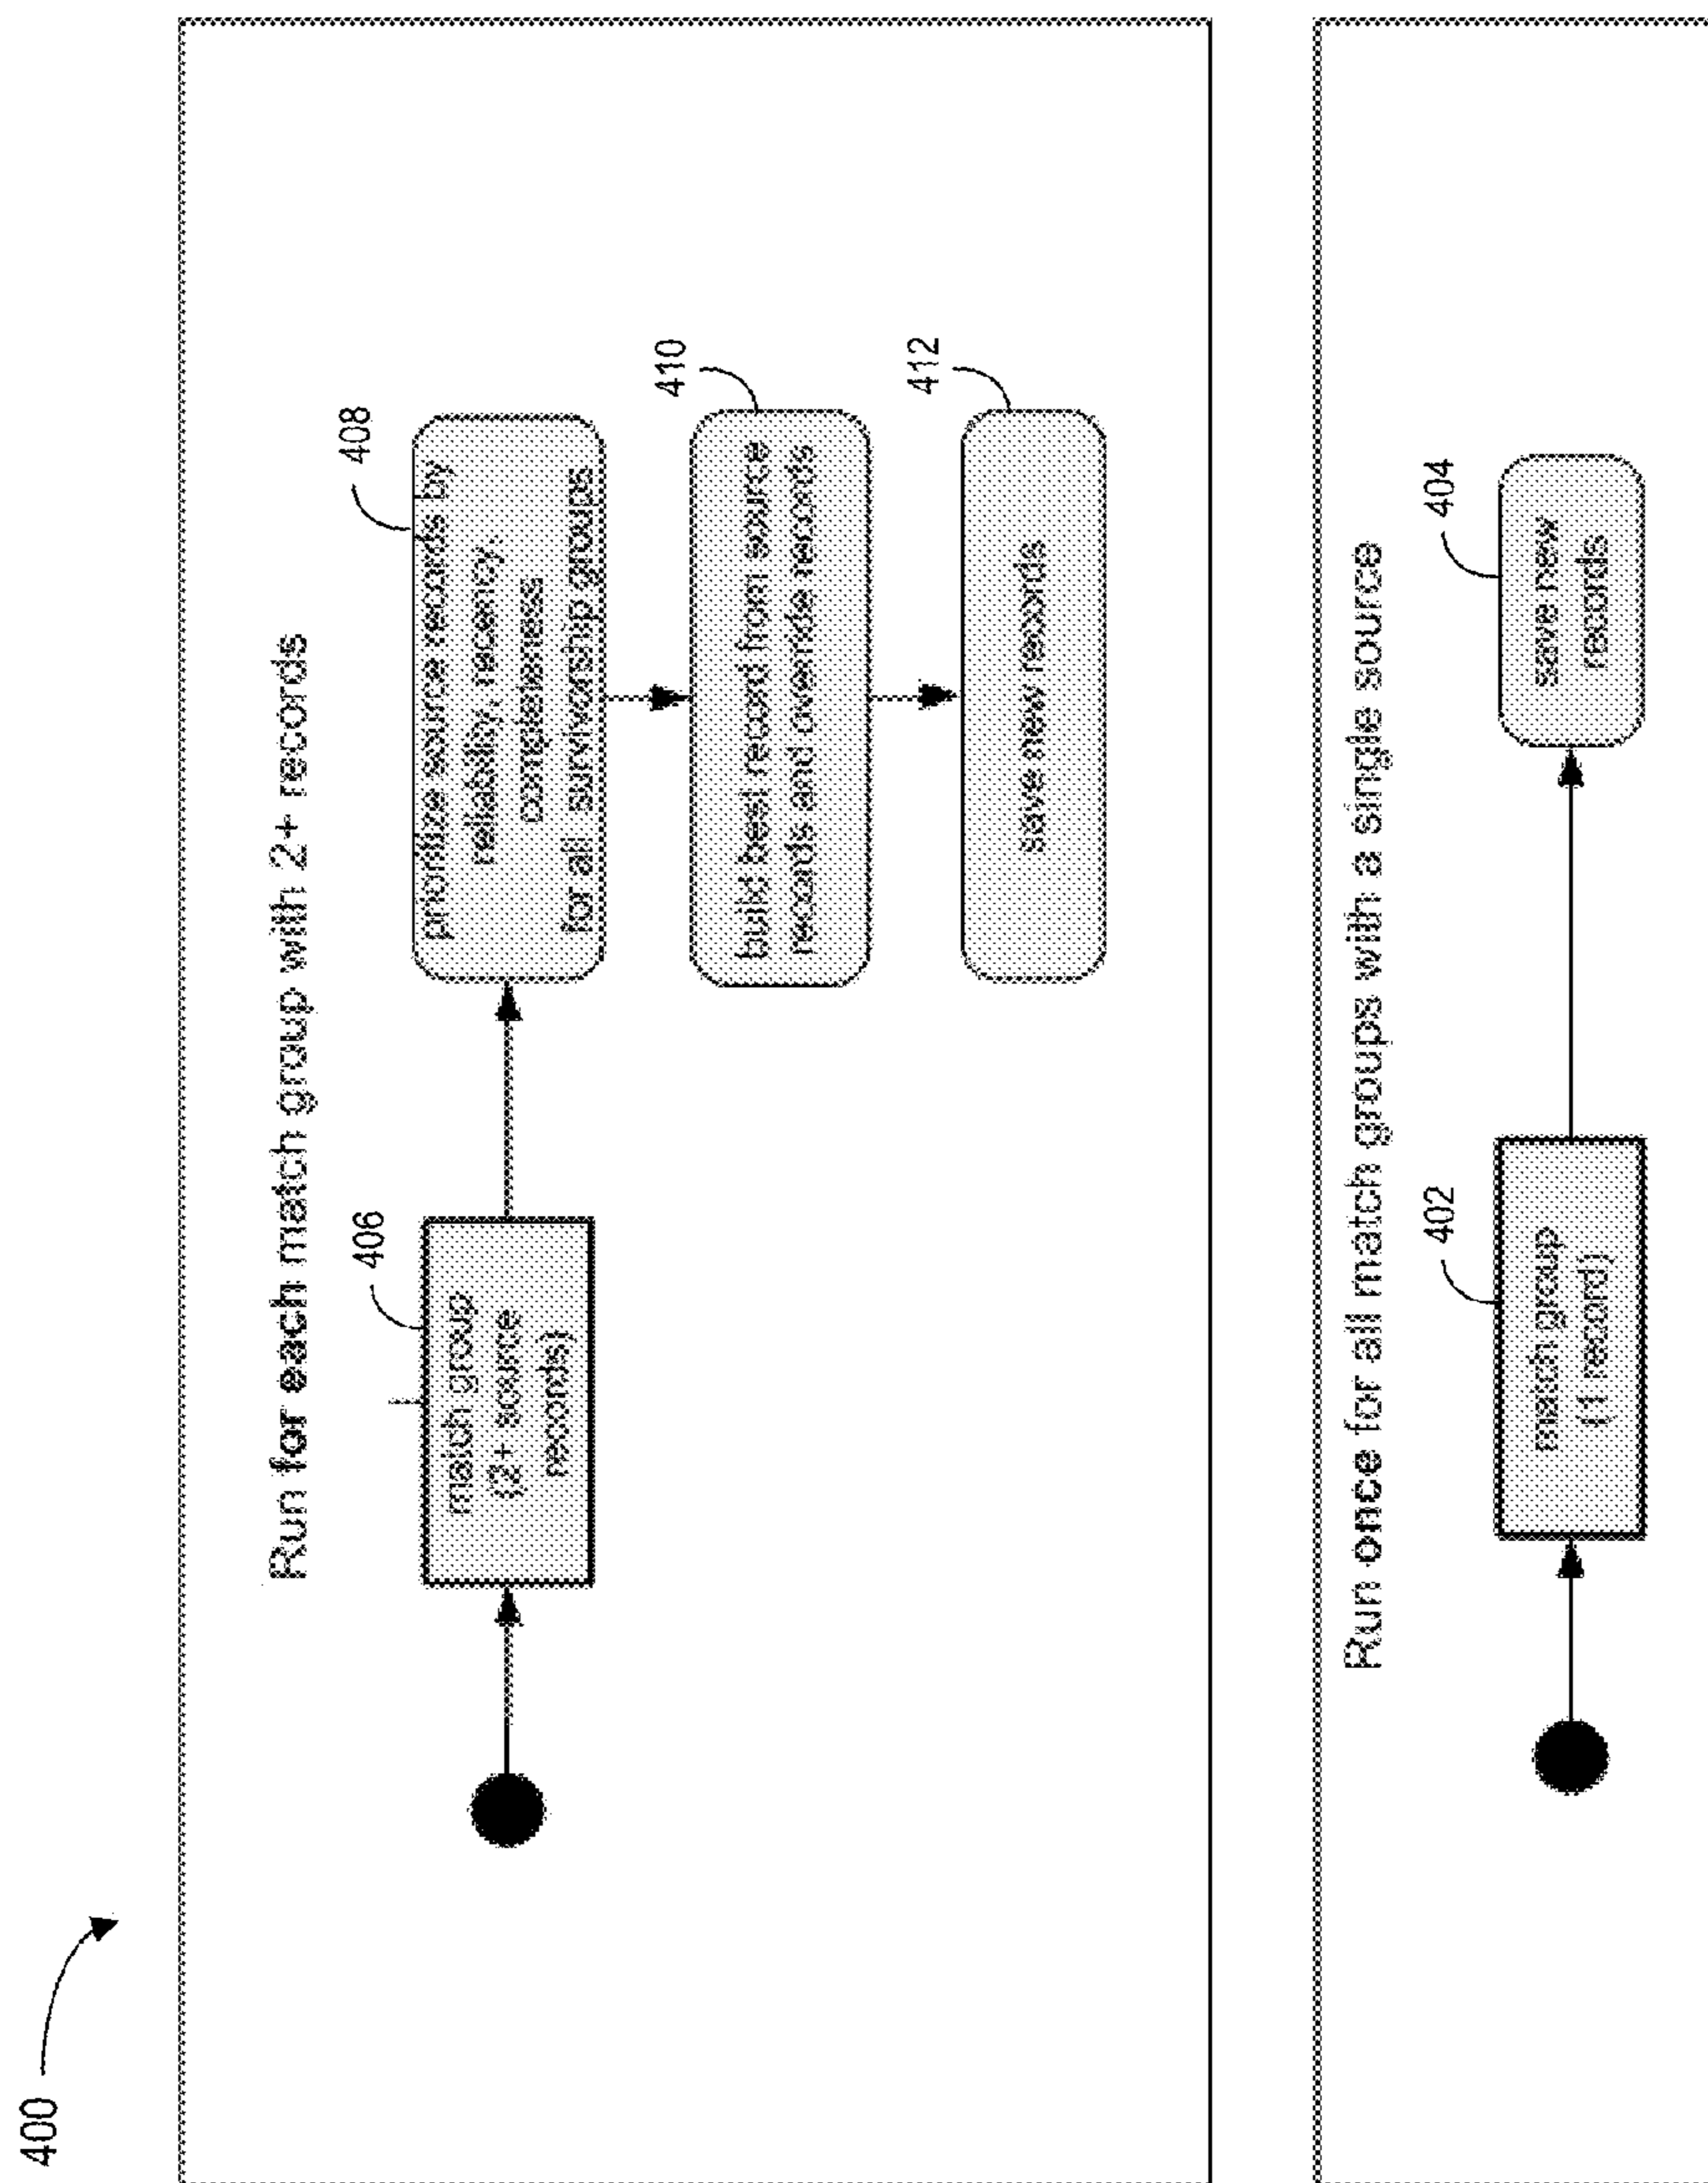 400
Run for each match group with 2+ records
406
match group
(2+ source
records)
408
prioritize source records by
reliability, recency,
completeness
for all survivorship groups
410
build best record from source
records and override records
412
save new records
Run once for all match groups with a single source
402
match group
(1 record)
404
save new
records